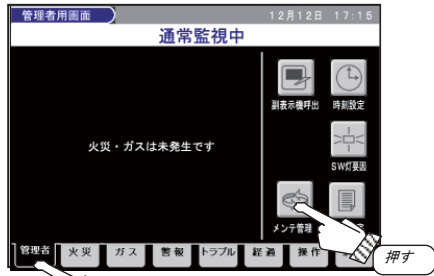 管理者用画面
12月12日 17:15
通常監視中
火災・ガスは未発生です
副表示機呼出
時刻設定
SW灯要因
メンテ管理
押す
管理者
火災
ガス
警報
トラブル
経過
操作